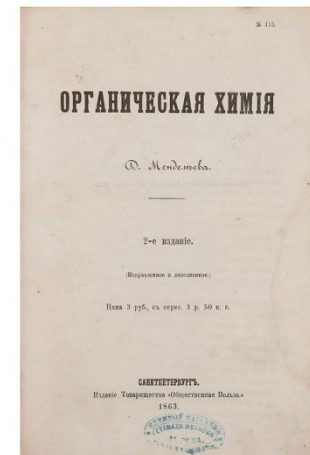 № 135.
ОРГАНИЧЕСКАЯ ХИМІЯ
Д. Менделѣева.
2-е изданіе.
(Исправленное и дополненное.)
Цѣна 3 руб., съ перес. 3 р. 50 к. с.
САНКТПЕТЕРБУРГЪ.
Изданіе Товарищества «Общественная Польза.»
1863.